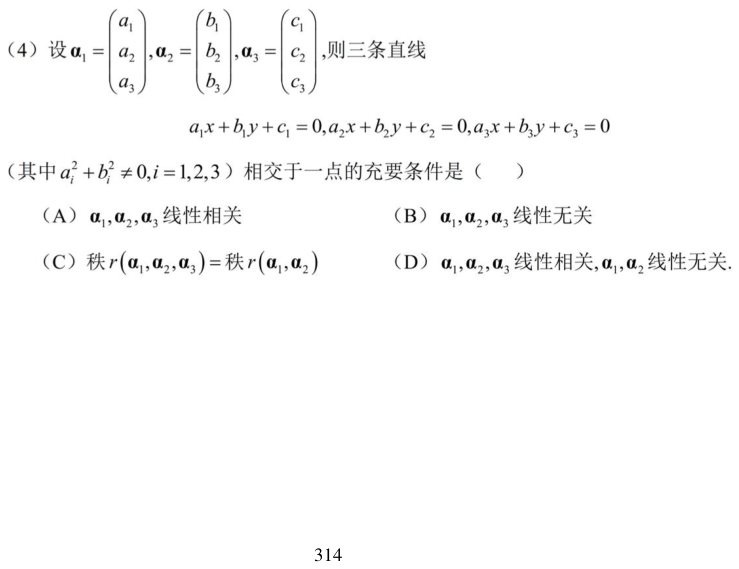 （4）设 α₁ = (a₁ a₂ a₃), α₂ = (b₁ b₂ b₃), α₃ = (c₁ c₂ c₃) ,则三条直线
a₁x + b₁y + c₁ = 0, a₂x + b₂y + c₂ = 0, a₃x + b₃y + c₃ = 0
（其中 aᵢ² + bᵢ² ≠ 0, i = 1,2,3）相交于一点的充要条件是（　）
（A）α₁,α₂,α₃ 线性相关 （B）α₁,α₂,α₃ 线性无关
（C）秩 r(α₁,α₂,α₃) = 秩 r(α₁,α₂) （D）α₁,α₂,α₃ 线性相关, α₁,α₂ 线性无关.
314